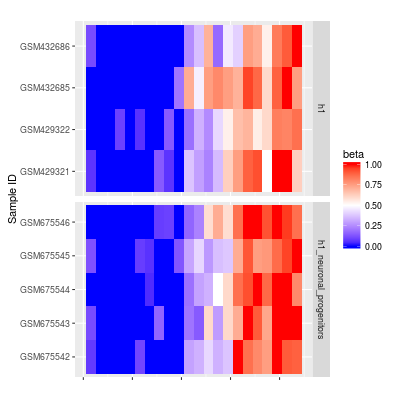 GSM432686
GSM432685
GSM429322
GSM429321
h1
GSM675546
GSM675545
GSM675544
GSM675543
GSM675542
h1_neuronal_progenitors
Sample ID
beta
1.00
0.75
0.50
0.25
0.00